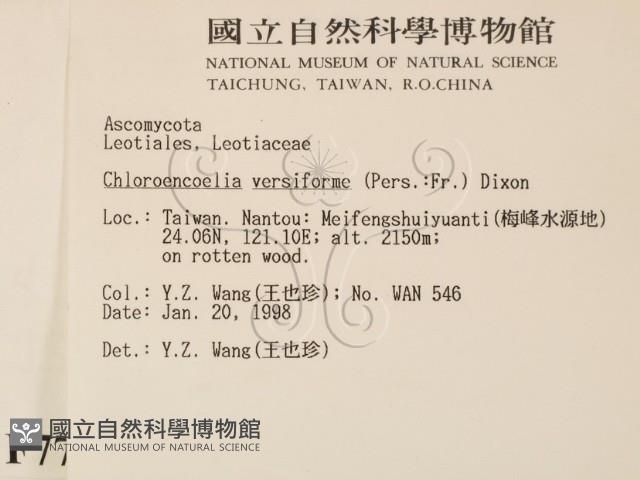 國立自然科學博物館
NATIONAL MUSEUM OF NATURAL SCIENCE
TAICHUNG, TAIWAN, R.O.CHINA
Ascomycota
Leotiales, Leotiaceae
Chloroencoelia versiforme (Pers.:Fr.) Dixon
Loc.: Taiwan. Nantou: Meifengshuiyuanti(梅峰水源地)
24.06N, 121.10E; alt. 2150m;
on rotten wood.
Col.: Y.Z. Wang(王也珍); No. WAN 546
Date: Jan. 20, 1998
Det.: Y.Z. Wang(王也珍)
國立自然科學博物館
NATIONAL MUSEUM OF NATURAL SCIENCE